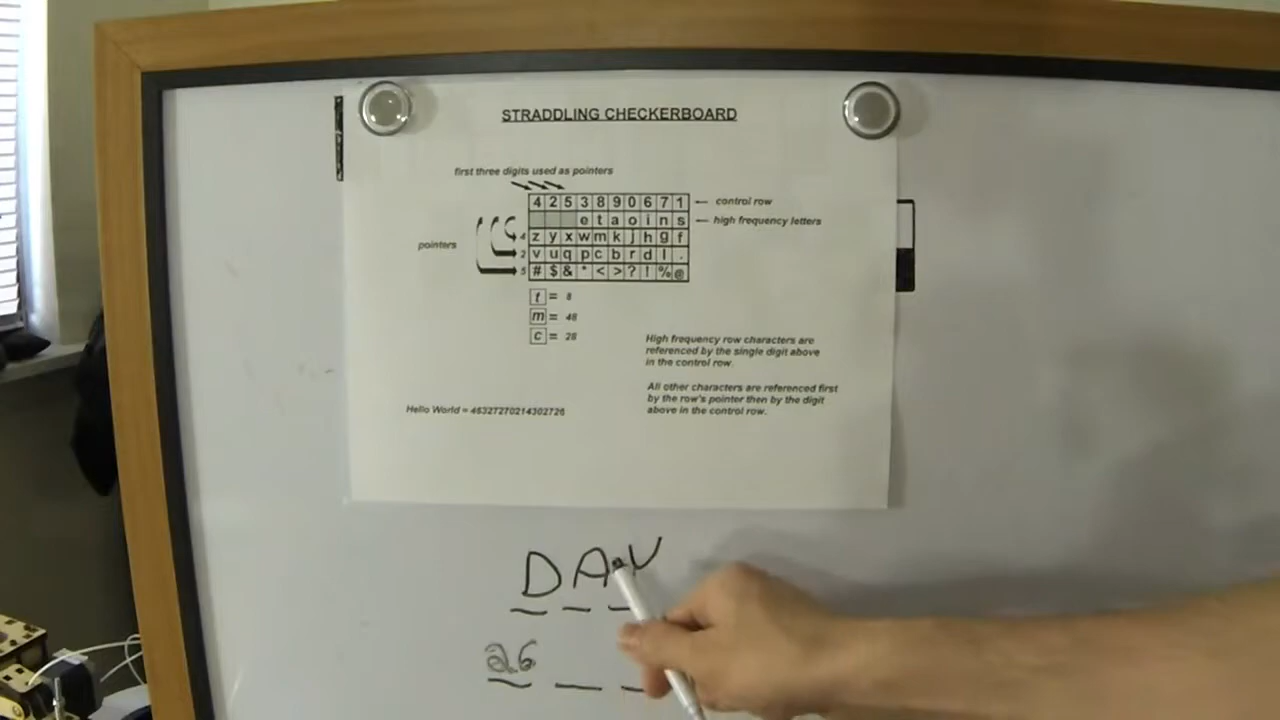 STRADDLING CHECKERBOARD
first three digits used as pointers
4 2 5 3 8 9 0 6 7 1 ← control row
e t a o i n s ← high frequency letters
pointers
4 z y x w m k j h g f
2 v u q p c b r d l .
5 # $ & * < > ? ! % @
t = 8
m = 48
c = 28
High frequency row characters are
referenced by the single digit above
in the control row.
All other characters are referenced first
by the row's pointer then by the digit
above in the control row.
Hello World = 46327270214302726
DAV
26